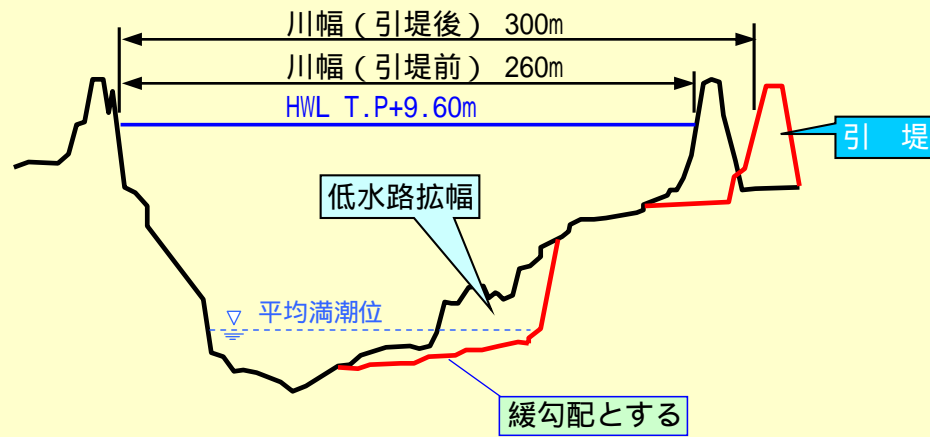 川幅（引堤後） 300m
川幅（引堤前） 260m
HWL T.P+9.60m
引　堤
低水路拡幅
平均満潮位
緩勾配とする